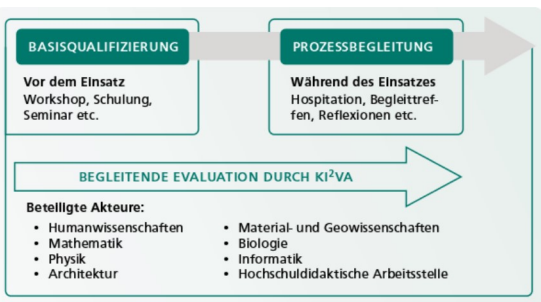 BASISQUALIFIZIERUNG
Vor dem Einsatz
Workshop, Schulung,
Seminar etc.
PROZESSBEGLEITUNG
Während des Einsatzes
Hospitation, Begleittref-
fen, Reflexionen etc.
BEGLEITENDE EVALUATION DURCH KI²VA
Beteiligte Akteure:
• Humanwissenschaften
• Mathematik
• Physik
• Architektur
• Material- und Geowissenschaften
• Biologie
• Informatik
• Hochschuldidaktische Arbeitsstelle